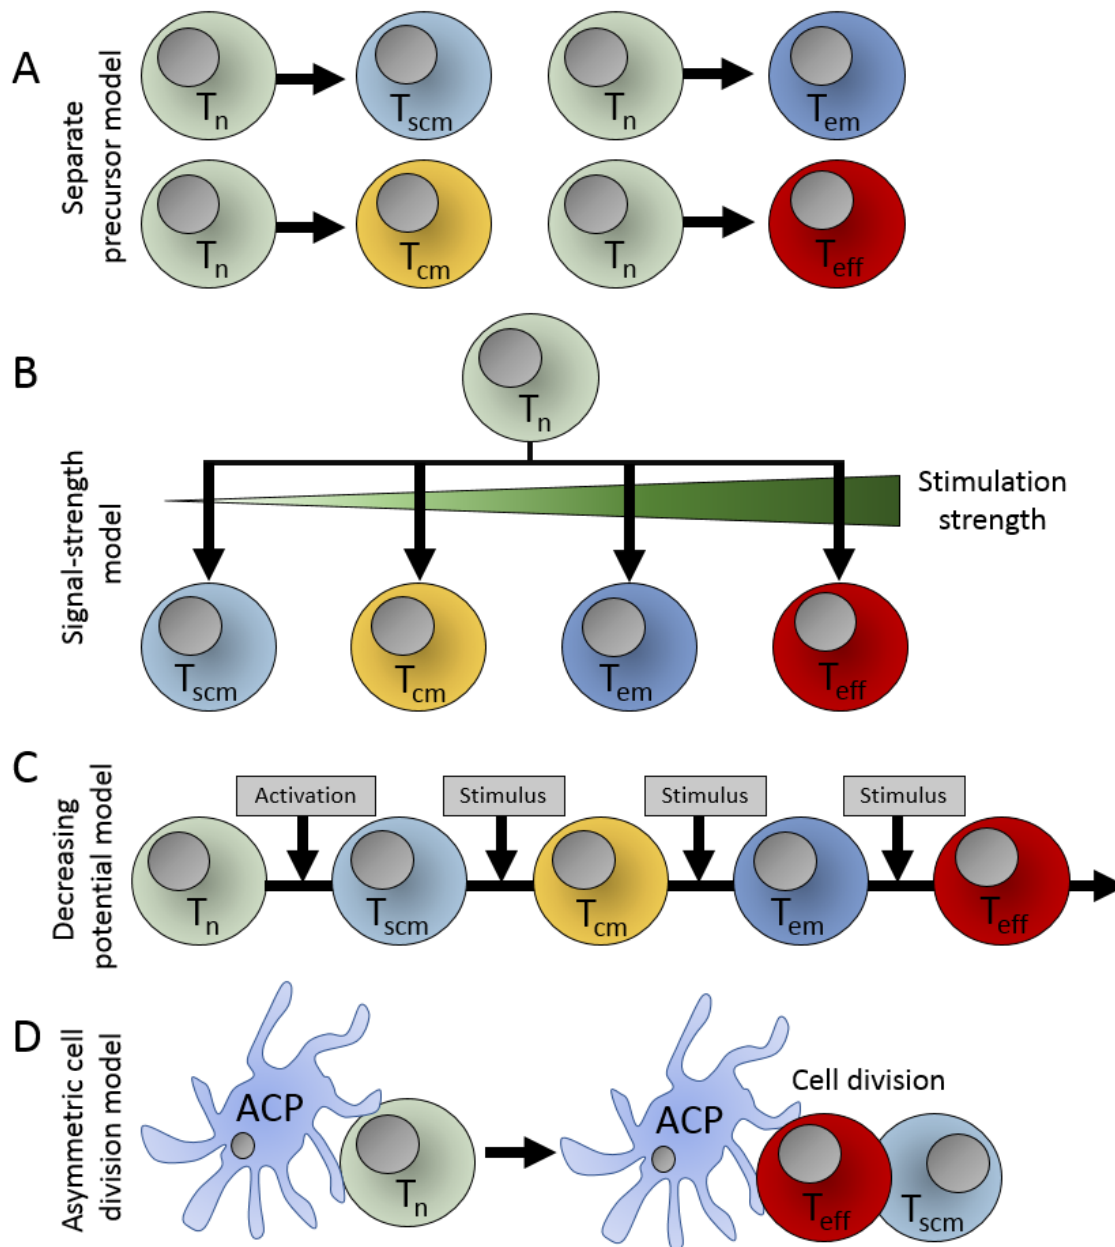 A
Separate
precursor model
Tn
Tscm
Tn
Tem
Tn
Tcm
Tn
Teff
B
Signal-strength
model
Tn
Stimulation
strength
Tscm
Tcm
Tem
Teff
C
Decreasing
potential model
Activation
Stimulus
Stimulus
Stimulus
Tn
Tscm
Tcm
Tem
Teff
D
Asymmetric cell
division model
ACP
Tn
ACP
Cell division
Teff
Tscm